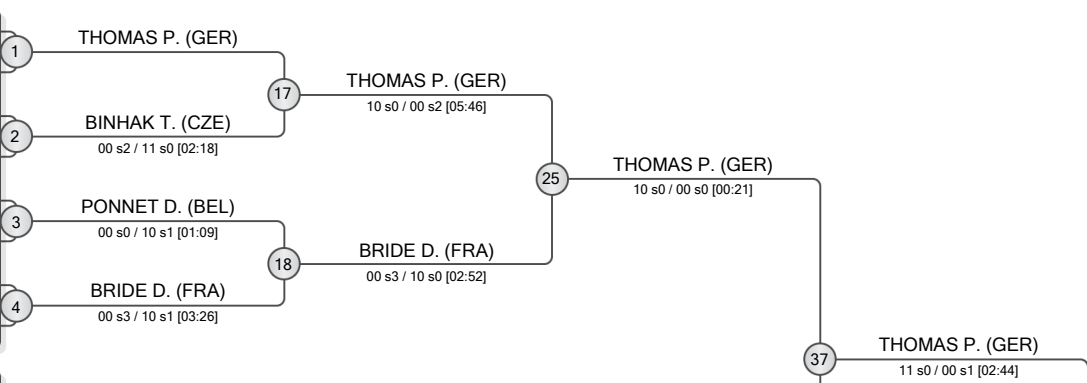 1
THOMAS P. (GER)
17
THOMAS P. (GER)
10 s0 / 00 s2 [05:46]
2
BINHAK T. (CZE)
00 s2 / 11 s0 [02:18]
25
THOMAS P. (GER)
10 s0 / 00 s0 [00:21]
3
PONNET D. (BEL)
00 s0 / 10 s1 [01:09]
18
BRIDE D. (FRA)
00 s3 / 10 s0 [02:52]
4
BRIDE D. (FRA)
00 s3 / 10 s1 [03:26]
37
THOMAS P. (GER)
11 s0 / 00 s1 [02:44]